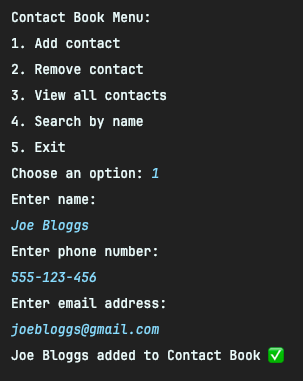 Contact Book Menu:
1. Add contact
2. Remove contact
3. View all contacts
4. Search by name
5. Exit
Choose an option: 1
Enter name:
Joe Bloggs
Enter phone number:
555-123-456
Enter email address:
joebloggs@gmail.com
Joe Bloggs added to Contact Book ✅